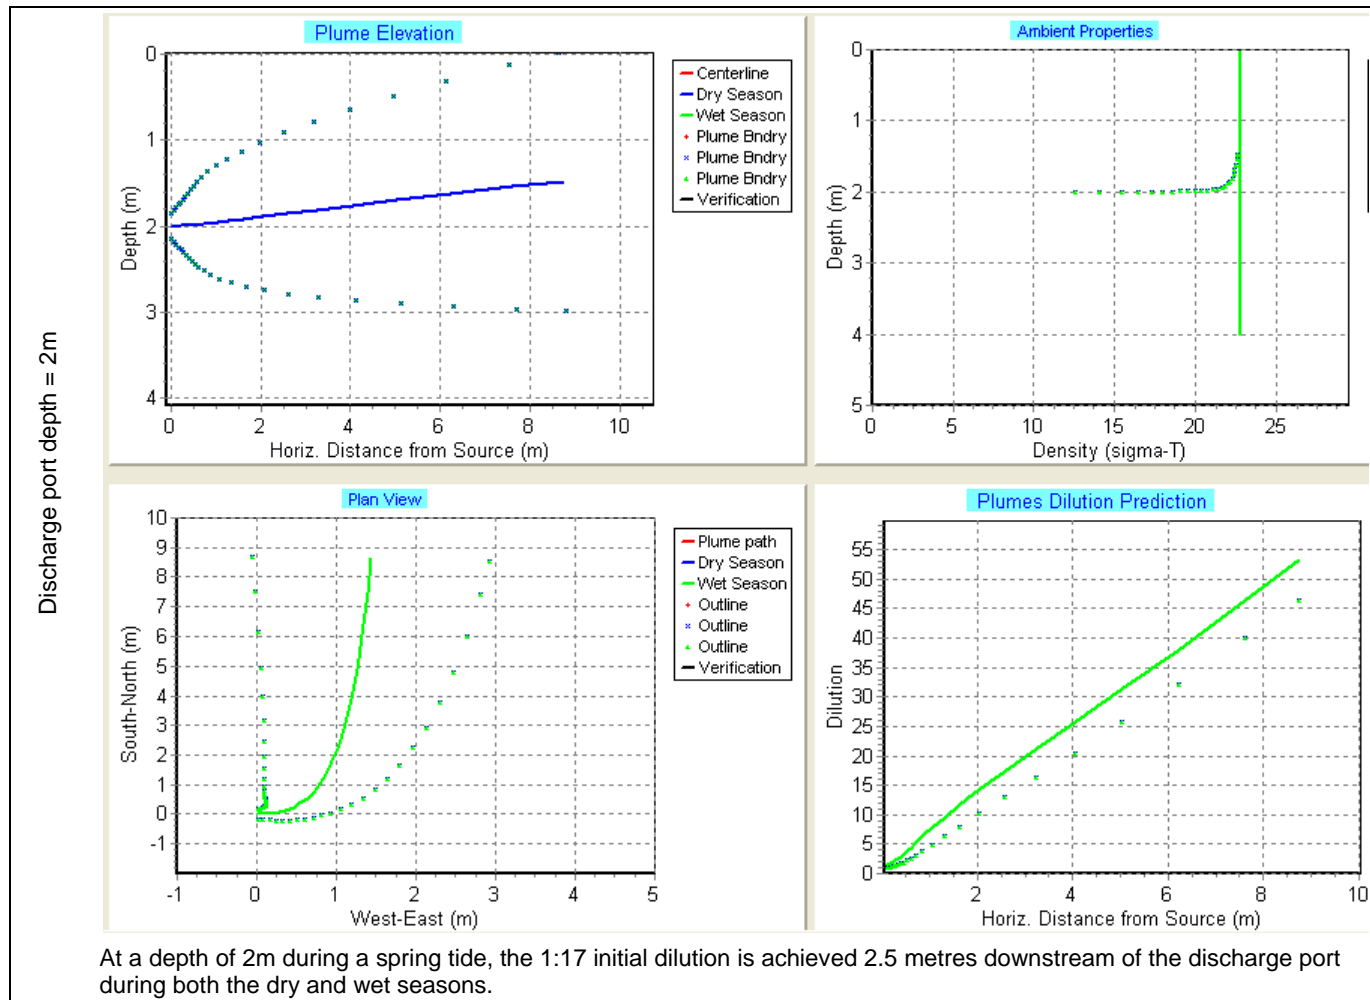 Discharge port depth = 2m
Plume Elevation
0
1
2
3
4
Depth (m)
0 2 4 6 8 10
Horiz. Distance from Source (m)
Centerline
Dry Season
Wet Season
Plume Bndry
Plume Bndry
Plume Bndry
Verification
Ambient Properties
0
1
2
3
4
5
Depth (m)
0 5 10 15 20 25
Density (sigma-T)
Plan View
10
9
8
7
6
5
4
3
2
1
0
-1
South-North (m)
-1 0 1 2 3 4 5
West-East (m)
Plume path
Dry Season
Wet Season
Outline
Outline
Outline
Verification
Plumes Dilution Prediction
55
50
45
40
35
30
25
20
15
10
5
0
Dilution
2 4 6 8 10
Horiz. Distance from Source (m)
At a depth of 2m during a spring tide, the 1:17 initial dilution is achieved 2.5 metres downstream of the discharge port
during both the dry and wet seasons.